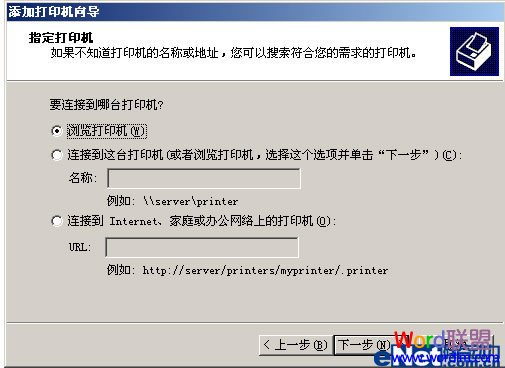 添加打印机向导
指定打印机
如果不知道打印机的名称或地址，您可以搜索符合您的需求的打印机。
要连接到哪台打印机?
浏览打印机(W)
连接到这台打印机(或者浏览打印机，选择这个选项并单击“下一步”)(C):
名称:
例如: \\server\printer
连接到 Internet、家庭或办公网络上的打印机(O):
URL:
例如: http://server/printers/myprinter/.printer
< 上一步(B)
下一步(N)
Word联盟